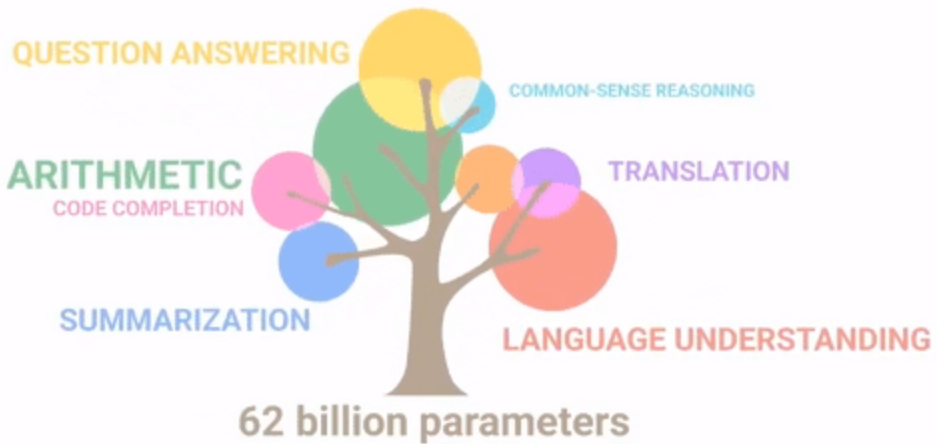 QUESTION ANSWERING
COMMON-SENSE REASONING
ARITHMETIC
TRANSLATION
CODE COMPLETION
SUMMARIZATION
LANGUAGE UNDERSTANDING
62 billion parameters